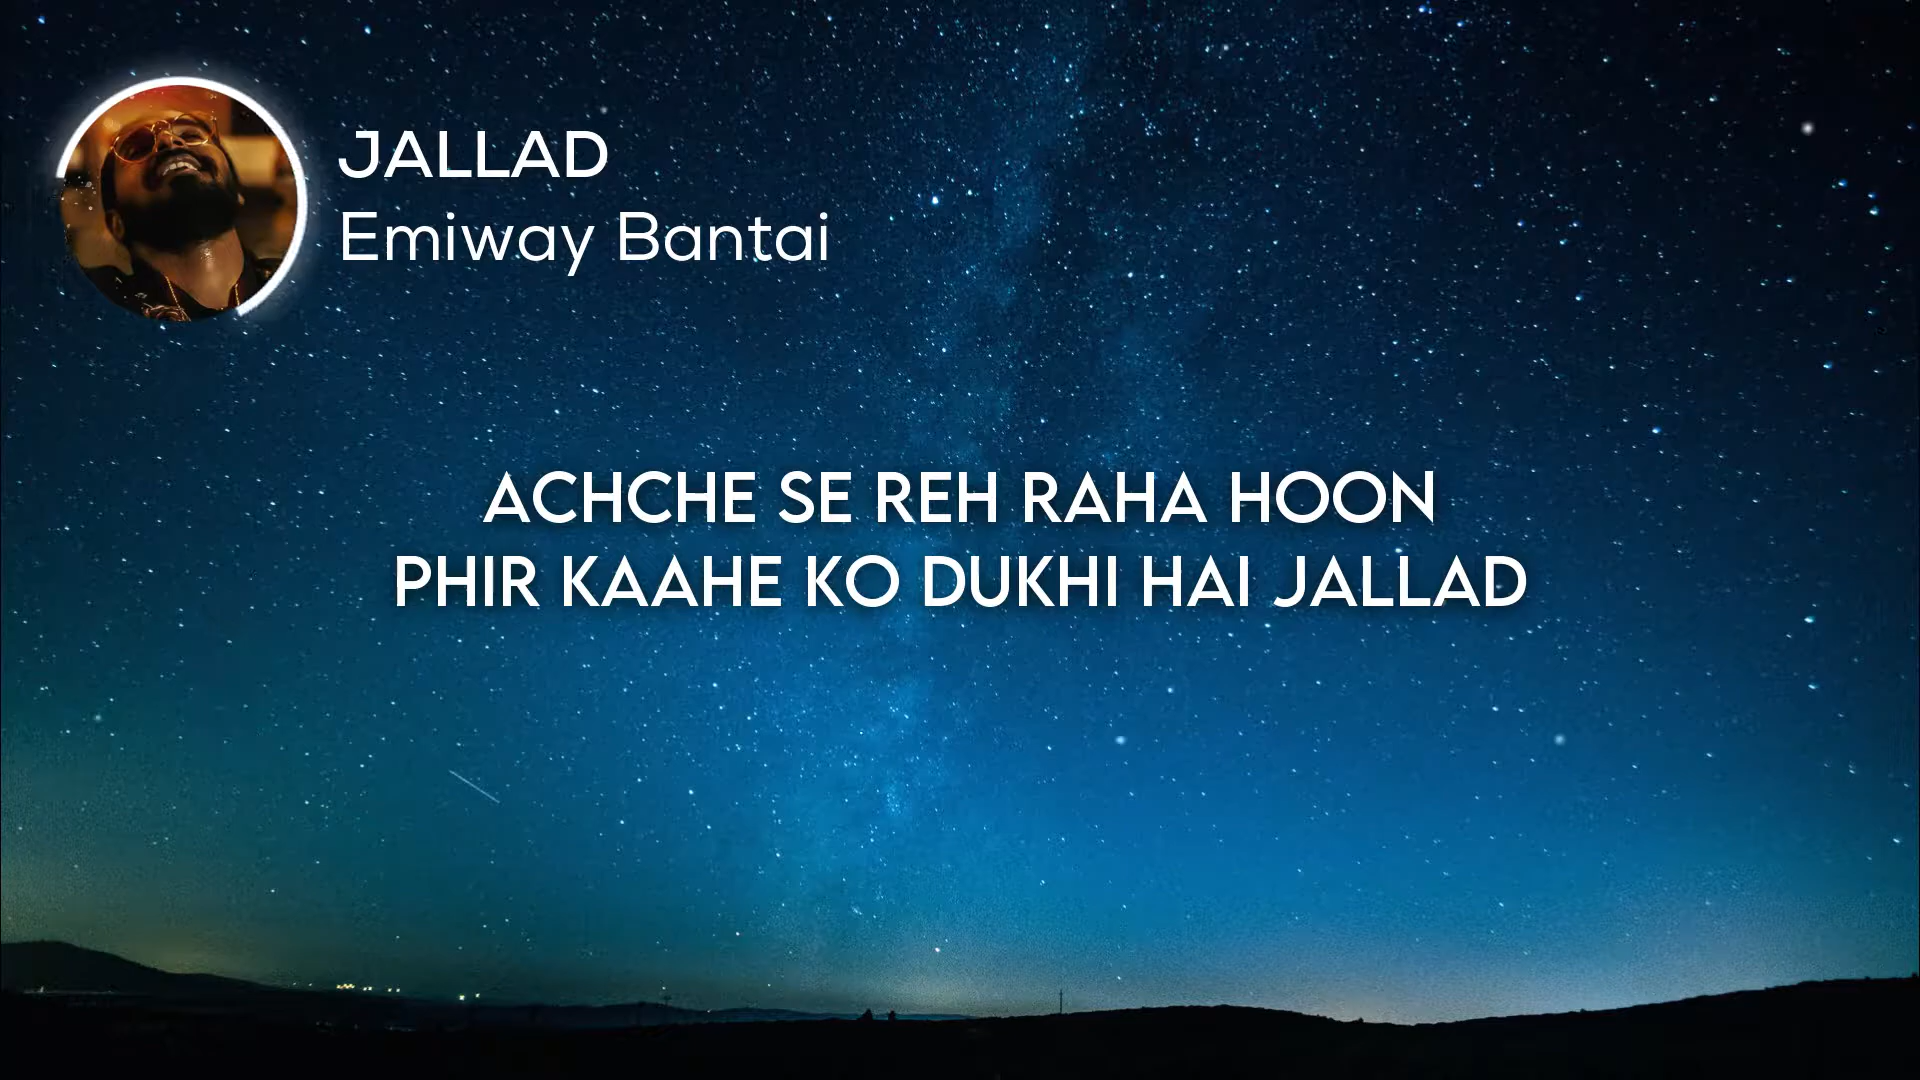 JALLAD
Emiway Bantai
ACHCHE SE REH RAHA HOON
PHIR KAAHE KO DUKHI HAI JALLAD